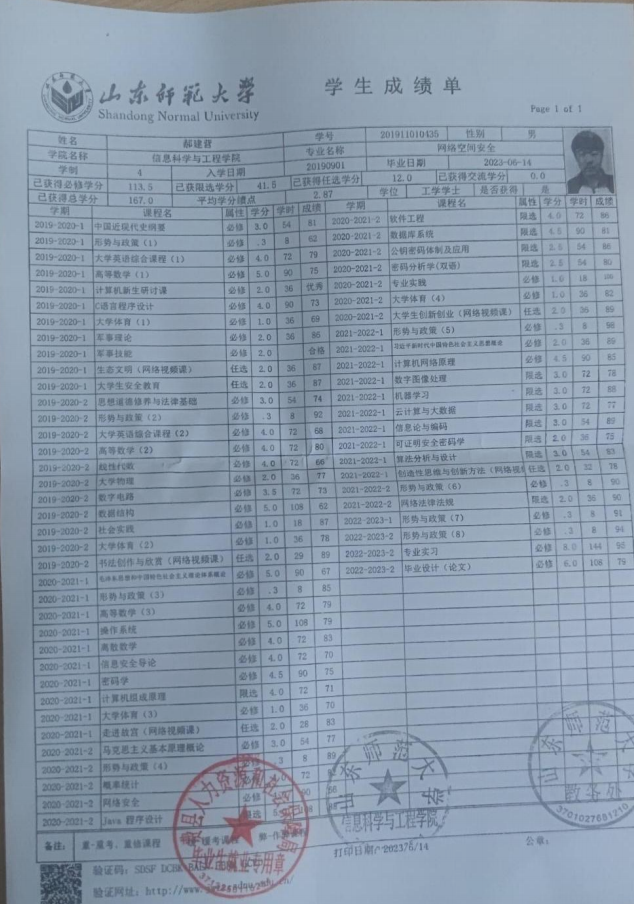 山东师范大学
Shandong Normal University
学生成绩单
Page 1 of 1
姓名 郝建晋 学号 201911010435 性别 男
学院名称 信息科学与工程学院 专业名称 网络空间安全
学制 4 入学日期 20190901 毕业日期 2023-06-14
已获得必修学分 113.5 已获限选学分 41.5 已获得任选学分 12.0 已获得交流学分 0.0
已获得总学分 167.0 平均学分绩点 2.87 学位 工学学士 是否获得 是
学期 课程名 属性 学分 学时 成绩 学期 课程名 属性 学分 学时 成绩
2019-2020-1 中国近现代史纲要 必修 3.0 54 81 2020-2021-2 软件工程 限选 4.0 72 86
2019-2020-1 形势与政策(1) 必修 .3 8 62 2020-2021-2 数据库系统 限选 4.5 90 81
2019-2020-1 大学英语综合课程(1) 必修 4.0 72 79 2020-2021-2 公钥密码体制及应用 限选 54 86
2019-2020-1 高等数学(1) 必修 5.0 90 75 2020-2021-2 密码分析学(双语) 限选 54 80
2019-2020-1 计算机新生研讨课 必修 2.0 36 优秀 2020-2021-2 专业实践 必修 1.0 18
2019-2020-1 C语言程序设计 必修 4.0 90 73 2020-2021-2 大学体育(4) 必修 1.0 36 82
2019-2020-1 大学体育(1) 必修 1.0 36 69 2020-2021-2 大学生创新创业(网络视频课) 任选 2.0 36 89
2019-2020-1 军事理论 必修 2.0 36 86 2021-2022-1 形势与政策(5) 必修 .3 8 98
2019-2020-1 军事技能 必修 2.0 合格 2021-2022-1 习近平新时代中国特色社会主义思想概论 必修 2.0 36 89
2019-2020-1 生态文明(网络视频课) 任选 2.0 36 87 2021-2022-1 计算机网络原理 必修 4.5 90 83
2019-2020-1 大学生安全教育 任选 2.0 36 87 2021-2022-1 数字图像处理 限选 3.0 72 78
2019-2020-2 思想道德修养与法律基础 必修 3.0 54 74 2021-2022-1 机器学习 限选 3.0 72 88
2019-2020-2 形势与政策(2) 必修 .3 8 92 2021-2022-1 云计算与大数据 限选 3.0 72 77
2019-2020-2 大学英语综合课程(2) 必修 4.0 72 68 2021-2022-1 信息论与编码 限选 3.0 54 89
2019-2020-2 高等数学(2) 必修 4.0 72 80 2021-2022-1 可证明安全密码学 限选 2.0 36 75
2019-2020-2 线性代数 必修 4.0 72 66 2021-2022-1 算法分析与设计 限选 3.0 54 83
2019-2020-2 大学物理 必修 2.0 36 77 2021-2022-1 创造性思维与创新方法(网络视 任选 2.0 32 78
2019-2020-2 数字电路 必修 3.5 72 73 2021-2022-2 形势与政策(6) 必修 .3 8 90
2019-2020-2 数据结构 必修 5.0 108 62 2021-2022-2 网络法律法规 限选 2.0 36 90
2019-2020-2 社会实践 必修 1.0 18 87 2022-2023-1 形势与政策(7) 必修 .3 8 91
2019-2020-2 大学体育(2) 必修 1.0 36 78 2022-2023-2 形势与政策(8) 必修 .3 8 94
2019-2020-2 书法创作与欣赏(网络视频课) 任选 2.0 29 89 2022-2023-2 专业实习 必修 8.0 144 95
2020-2021-1 毛泽东思想和中国特色社会主义理论体系概论 必修 5.0 90 67 2022-2023-2 毕业设计(论文) 必修 6.0 108 79
2020-2021-1 形势与政策(3) 必修 .3 8 85
2020-2021-1 高等数学(3) 必修 4.0 72 79
2020-2021-1 操作系统 必修 5.0 108 79
2020-2021-1 离散数学 必修 4.0 72 83
2020-2021-1 信息安全导论 必修 4.0 72 70
2020-2021-1 密码学 必修 4.5 90 75
2020-2021-1 计算机组成原理 限选 4.0 72 71
2020-2021-1 大学体育(3) 必修 1.0 36 70
2020-2021-1 走进故宫(网络视频课) 任选 2.0 28 83
2020-2021-2 马克思主义基本原理概论 必修 3.0 54 77
2020-2021-2 形势与政策(4) 必修 .3 8 89
2020-2021-2 概率统计 必修 72
2020-2021-2 网络安全 必修 90
2020-2021-2 Java 程序设计 限选
备注: 重-重考、重修课程 缓-缓考课程
公章:
打印日期
验证码: SDSF
验证网址: http://www
人力资源和社会保障局
毕业生就业专用章
山东师范大学
信息科学与工程学院
山东师范大学
教务处
3701027681210